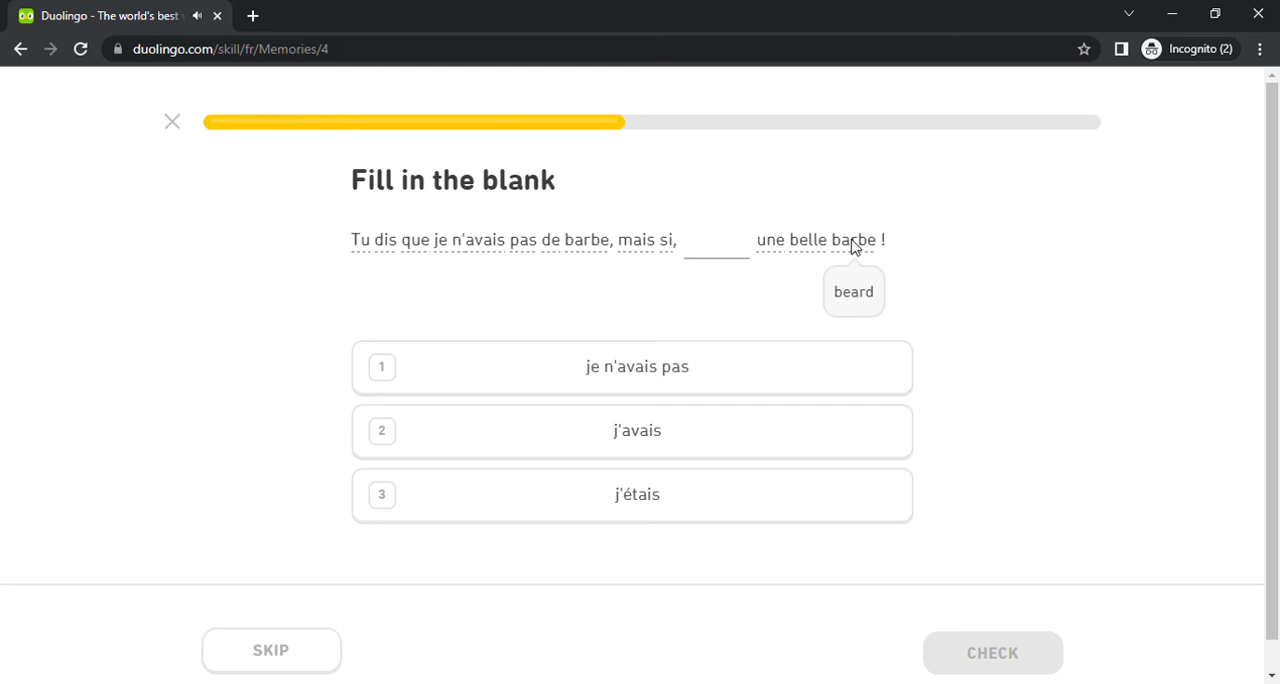 Duolingo - The world's best
duolingo.com/skill/fr/Memories/4
Incognito (2)
Fill in the blank
Tu dis que je n'avais pas de barbe, mais si, ______ une belle barbe !
beard
1 je n'avais pas
2 j'avais
3 j'étais
SKIP
CHECK